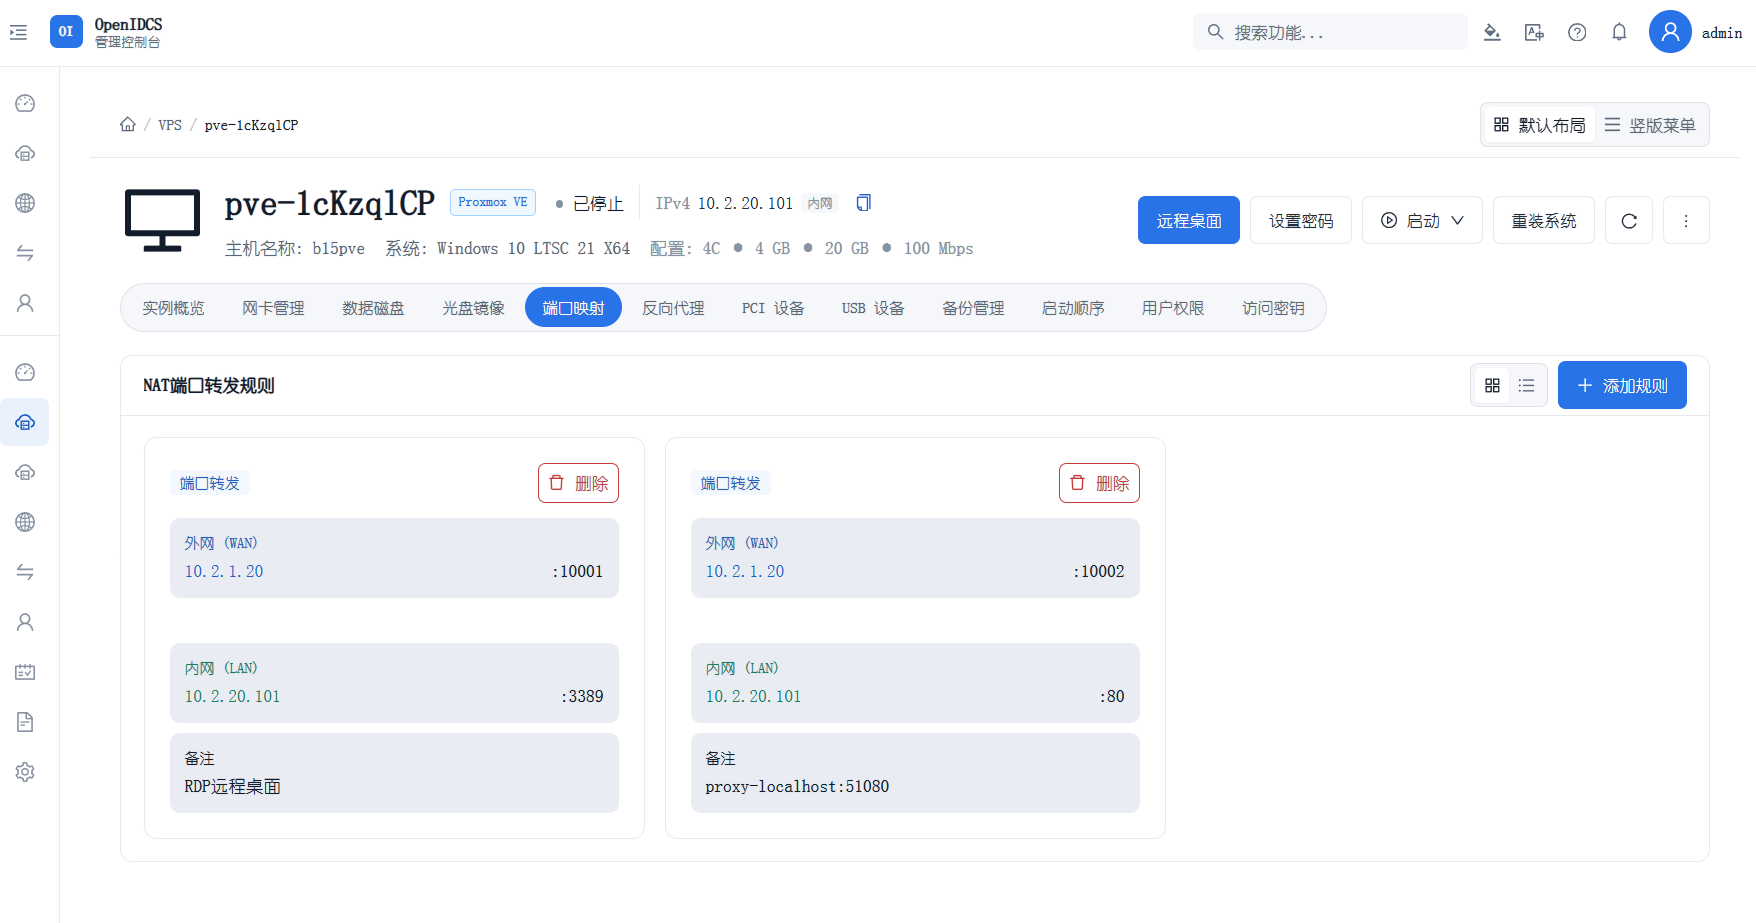 OI
OpenIDCS
管理控制台
搜索功能...
admin
/ VPS / pve-1cKzqlCP
默认布局
竖版菜单
pve-1cKzqlCP
Proxmox VE
已停止
IPv4 10.2.20.101 内网
主机名称: b15pve 系统: Windows 10 LTSC 21 X64 配置: 4C ● 4 GB ● 20 GB ● 100 Mbps
远程桌面
设置密码
启动
重装系统
实例概览 网卡管理 数据磁盘 光盘镜像 端口映射 反向代理 PCI 设备 USB 设备 备份管理 启动顺序 用户权限 访问密钥
NAT端口转发规则
添加规则
端口转发
删除
外网 (WAN)
10.2.1.20 :10001
内网 (LAN)
10.2.20.101 :3389
备注
RDP远程桌面
端口转发
删除
外网 (WAN)
10.2.1.20 :10002
内网 (LAN)
10.2.20.101 :80
备注
proxy-localhost:51080